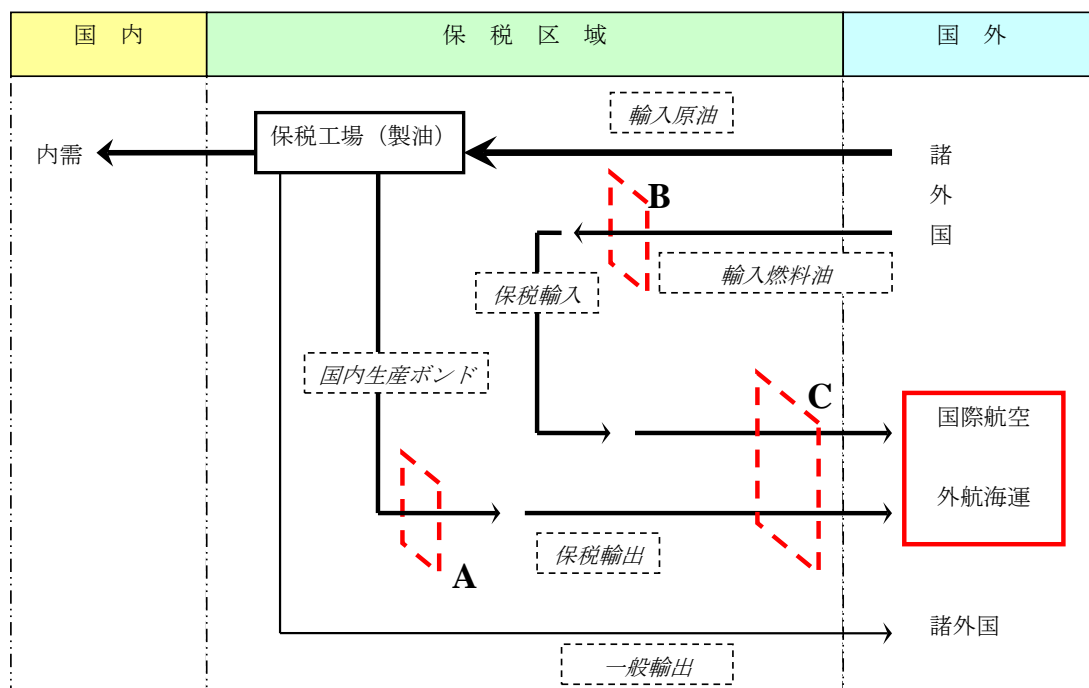 国 内
保 税 区 域
国 外
輸入原油
保税工場（製油）
内需
諸
外
国
B
輸入燃料油
保税輸入
国内生産ボンド
C
国際航空
外航海運
保税輸出
A
諸外国
一般輸出